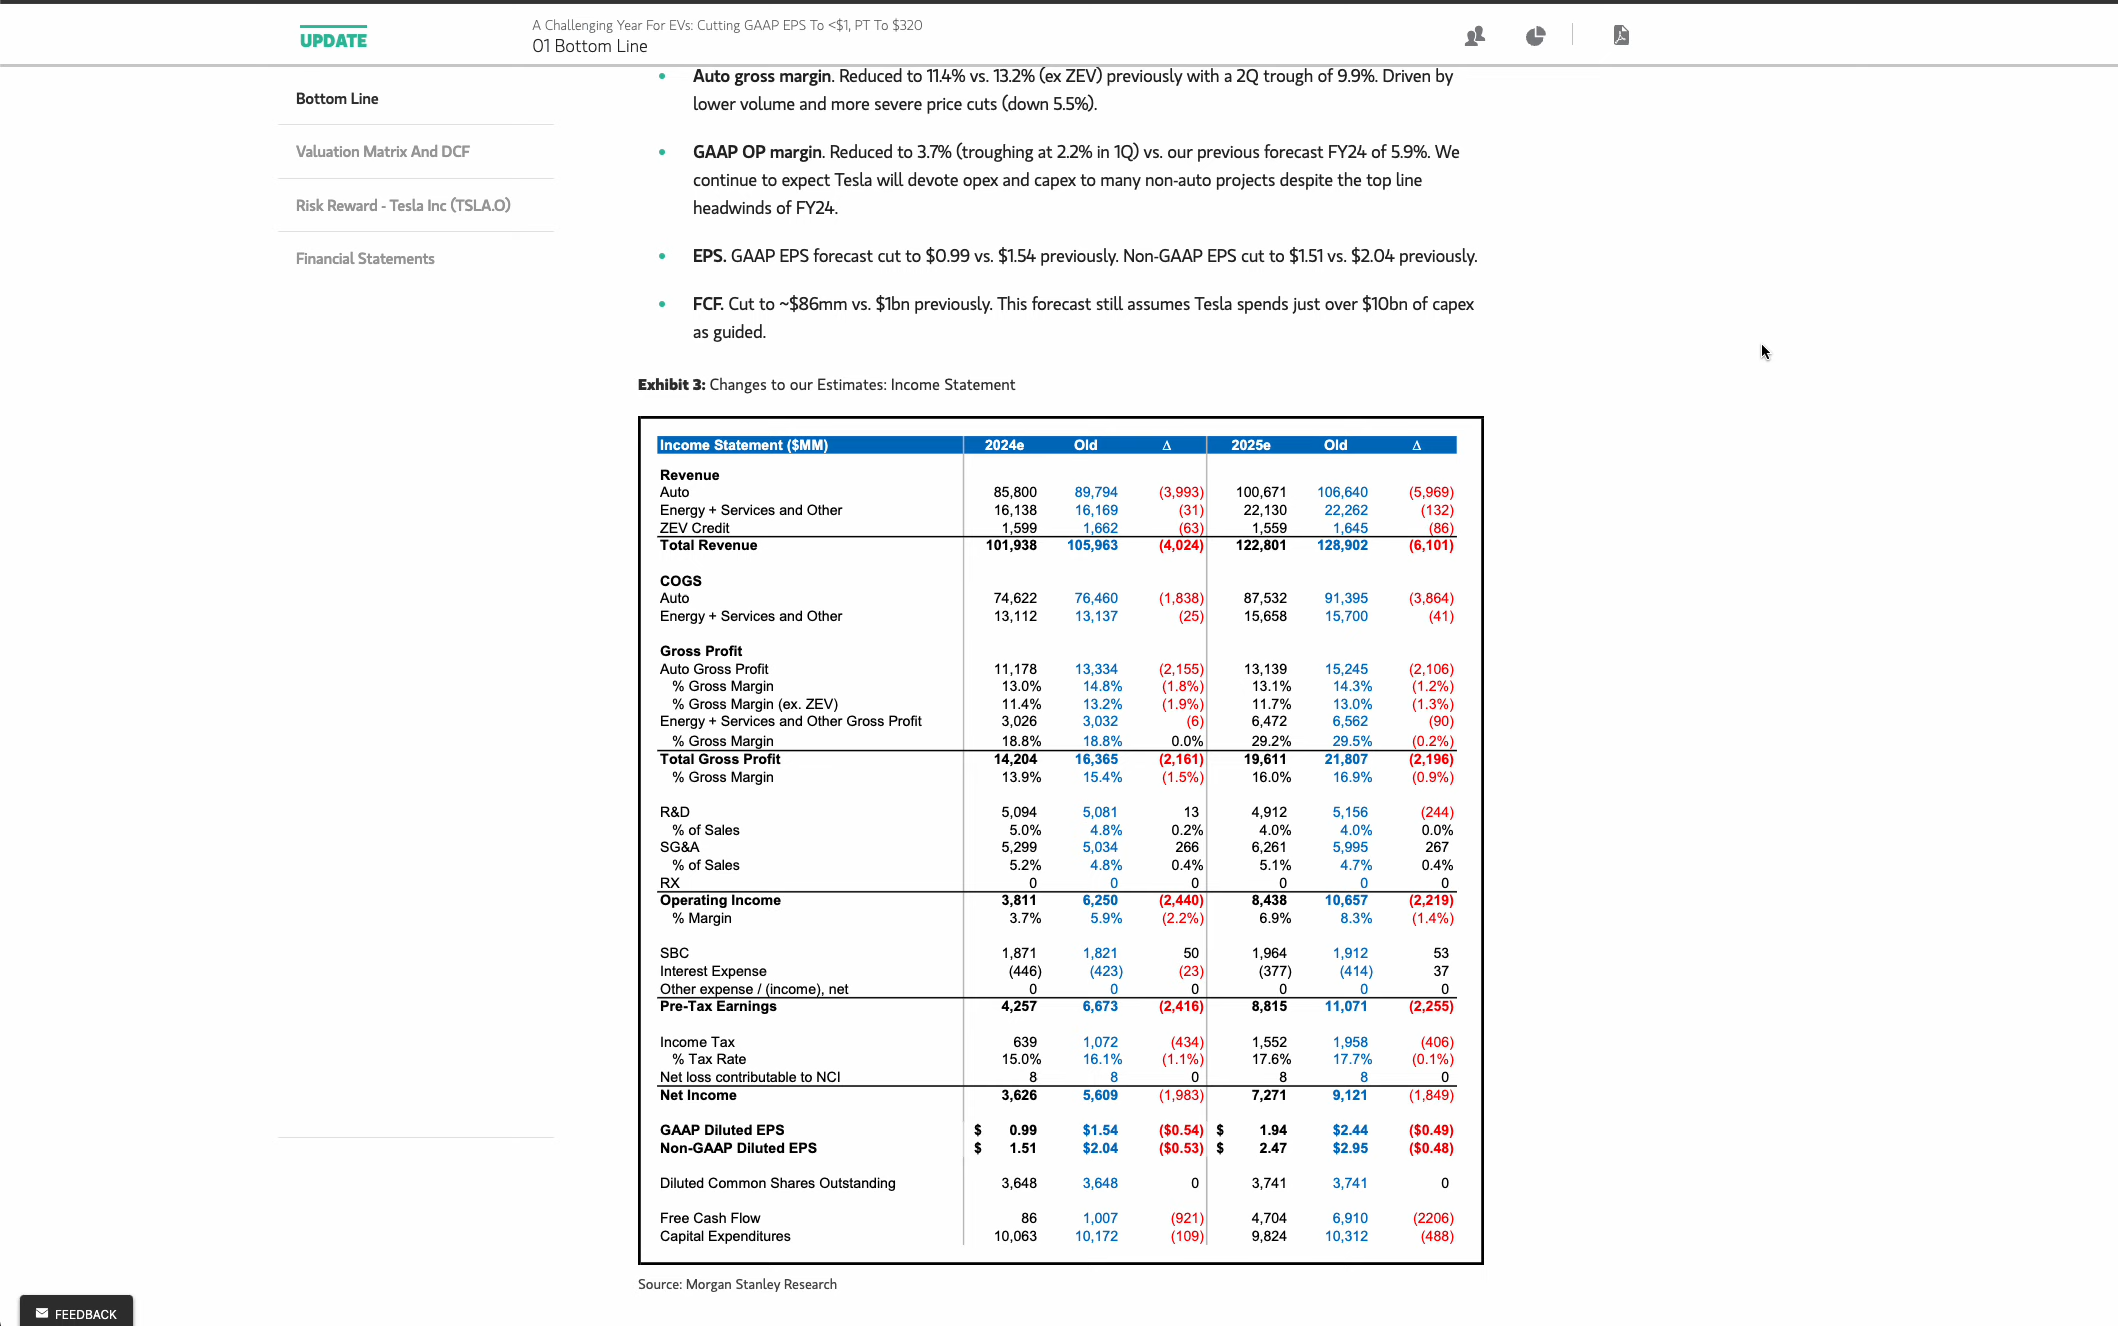 UPDATE
A Challenging Year For EVs: Cutting GAAP EPS To <$1, PT To $320
01 Bottom Line
Bottom Line
Valuation Matrix And DCF
Risk Reward - Tesla Inc (TSLA.O)
Financial Statements
• Auto gross margin. Reduced to 11.4% vs. 13.2% (ex ZEV) previously with a 2Q trough of 9.9%. Driven by
lower volume and more severe price cuts (down 5.5%).
• GAAP OP margin. Reduced to 3.7% (troughing at 2.2% in 1Q) vs. our previous forecast FY24 of 5.9%. We
continue to expect Tesla will devote opex and capex to many non-auto projects despite the top line
headwinds of FY24.
• EPS. GAAP EPS forecast cut to $0.99 vs. $1.54 previously. Non-GAAP EPS cut to $1.51 vs. $2.04 previously.
• FCF. Cut to ~$86mm vs. $1bn previously. This forecast still assumes Tesla spends just over $10bn of capex
as guided.
Exhibit 3: Changes to our Estimates: Income Statement
Income Statement ($MM) 2024e Old Δ 2025e Old Δ
Revenue
Auto 85,800 89,794 (3,993) 100,671 106,640 (5,969)
Energy + Services and Other 16,138 16,169 (31) 22,130 22,262 (132)
ZEV Credit 1,599 1,662 (63) 1,559 1,645 (86)
Total Revenue 101,938 105,963 (4,024) 122,801 128,902 (6,101)
COGS
Auto 74,622 76,460 (1,838) 87,532 91,395 (3,864)
Energy + Services and Other 13,112 13,137 (25) 15,658 15,700 (41)
Gross Profit
Auto Gross Profit 11,178 13,334 (2,155) 13,139 15,245 (2,106)
% Gross Margin 13.0% 14.8% (1.8%) 13.1% 14.3% (1.2%)
% Gross Margin (ex. ZEV) 11.4% 13.2% (1.9%) 11.7% 13.0% (1.3%)
Energy + Services and Other Gross Profit 3,026 3,032 (6) 6,472 6,562 (90)
% Gross Margin 18.8% 18.8% 0.0% 29.2% 29.5% (0.2%)
Total Gross Profit 14,204 16,365 (2,161) 19,611 21,807 (2,196)
% Gross Margin 13.9% 15.4% (1.5%) 16.0% 16.9% (0.9%)
R&D 5,094 5,081 13 4,912 5,156 (244)
% of Sales 5.0% 4.8% 0.2% 4.0% 4.0% 0.0%
SG&A 5,299 5,034 266 6,261 5,995 267
% of Sales 5.2% 4.8% 0.4% 5.1% 4.7% 0.4%
RX 0 0 0 0 0 0
Operating Income 3,811 6,250 (2,440) 8,438 10,657 (2,219)
% Margin 3.7% 5.9% (2.2%) 6.9% 8.3% (1.4%)
SBC 1,871 1,821 50 1,964 1,912 53
Interest Expense (446) (423) (23) (377) (414) 37
Other expense / (income), net 0 0 0 0 0 0
Pre-Tax Earnings 4,257 6,673 (2,416) 8,815 11,071 (2,255)
Income Tax 639 1,072 (434) 1,552 1,958 (406)
% Tax Rate 15.0% 16.1% (1.1%) 17.6% 17.7% (0.1%)
Net loss contributable to NCI 8 8 0 8 8 0
Net Income 3,626 5,609 (1,983) 7,271 9,121 (1,849)
GAAP Diluted EPS $ 0.99 $1.54 ($0.54) $ 1.94 $2.44 ($0.49)
Non-GAAP Diluted EPS $ 1.51 $2.04 ($0.53) $ 2.47 $2.95 ($0.48)
Diluted Common Shares Outstanding 3,648 3,648 0 3,741 3,741 0
Free Cash Flow 86 1,007 (921) 4,704 6,910 (2206)
Capital Expenditures 10,063 10,172 (109) 9,824 10,312 (488)
Source: Morgan Stanley Research
FEEDBACK